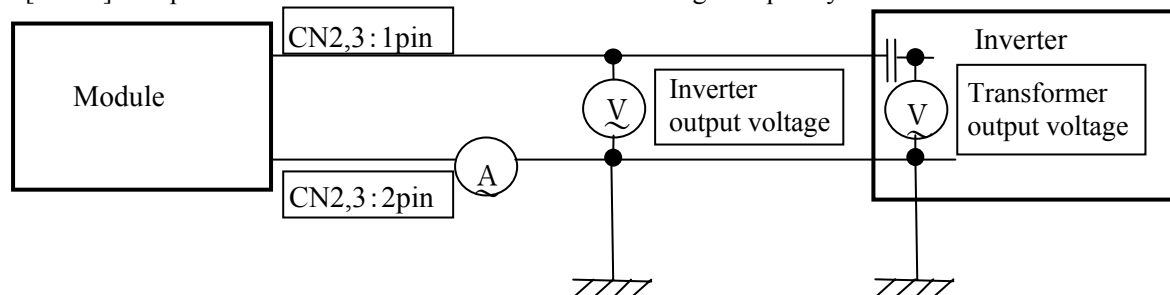 CN2,3 : 1pin
Inverter
Module
Inverter
output voltage
Transformer
output voltage
V
V
A
CN2,3 : 2pin